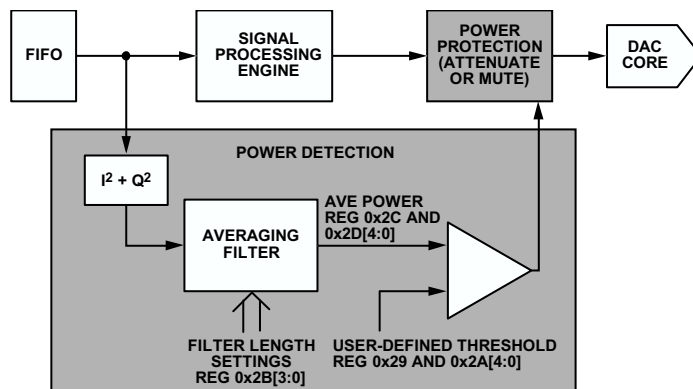 FIFO
SIGNAL
PROCESSING
ENGINE
POWER
PROTECTION
(ATTENUATE
OR MUTE)
DAC
CORE
POWER DETECTION
I² + Q²
AVERAGING
FILTER
AVE POWER
REG 0x2C AND
0x2D[4:0]
FILTER LENGTH
SETTINGS
REG 0x2B[3:0]
USER-DEFINED THRESHOLD
REG 0x29 AND 0x2A[4:0]